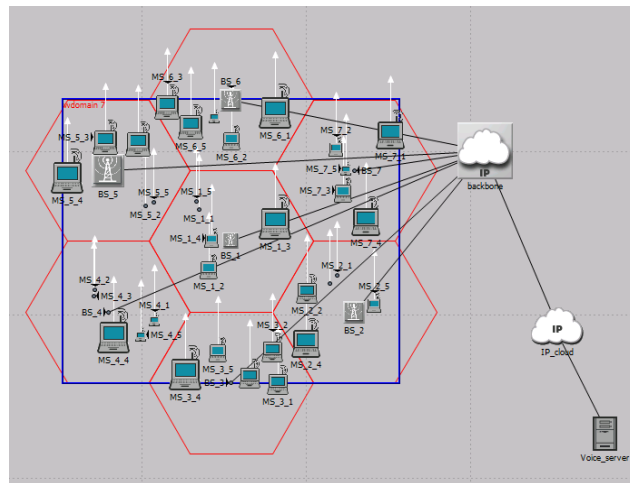 MS_6_3
BS_6
Wdomain 7
MS_5_3
MS_6_5
MS_6_1
MS_7_2
MS_7_1
MS_6_2
IP
backbone
MS_5_4
BS_5
MS_5_5
MS_1_5
MS_7_5
BS_7
MS_7_3
MS_5_2
MS_1_1
MS_1_4
BS_1
MS_1_3
MS_7_4
MS_4_2
MS_1_2
MS_2_1
MS_4_3
MS_4_1
MS_2_5
BS_4
MS_2_2
BS_2
MS_3_2
IP
IP_cloud
MS_4_5
MS_4_4
MS_3_5
MS_2_4
BS_3
MS_3_4
MS_3_1
Voice_server